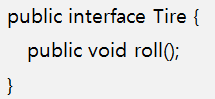 public interface Tire {
    public void roll();
}